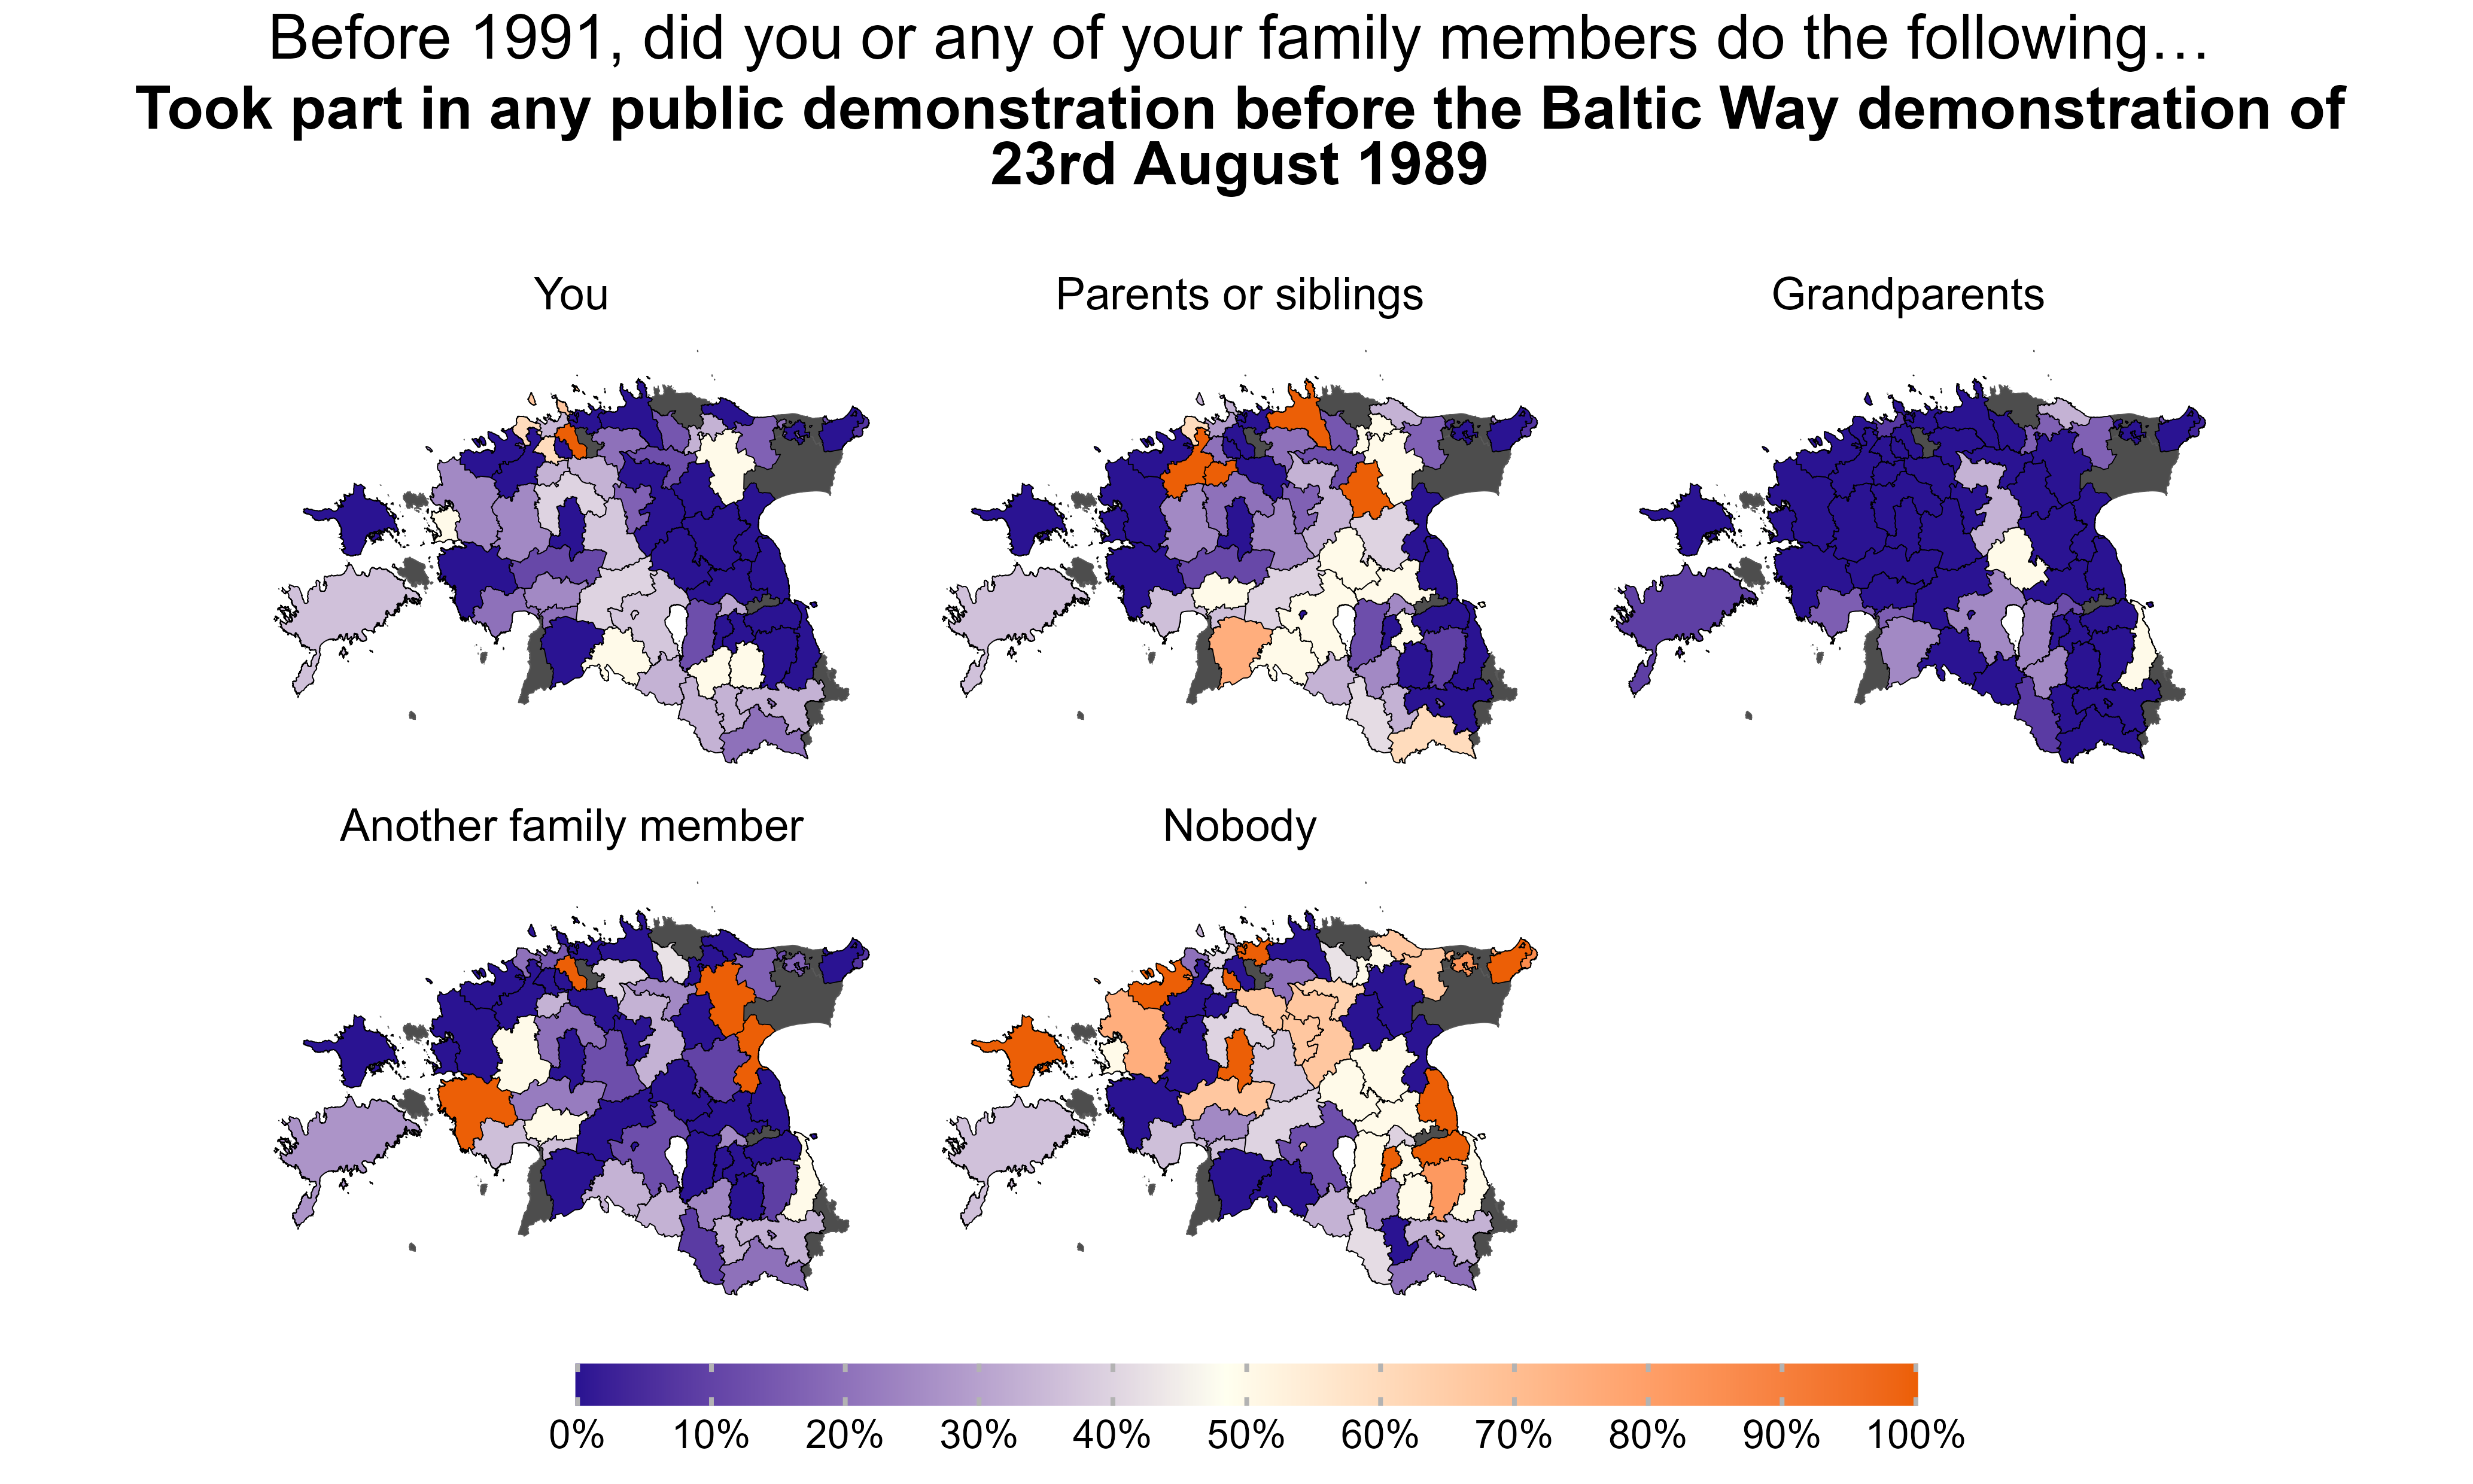 Before 1991, did you or any of your family members do the following…
Took part in any public demonstration before the Baltic Way demonstration of
23rd August 1989
You
Parents or siblings
Grandparents
Another family member
Nobody
0% 10% 20% 30% 40% 50% 60% 70% 80% 90% 100%